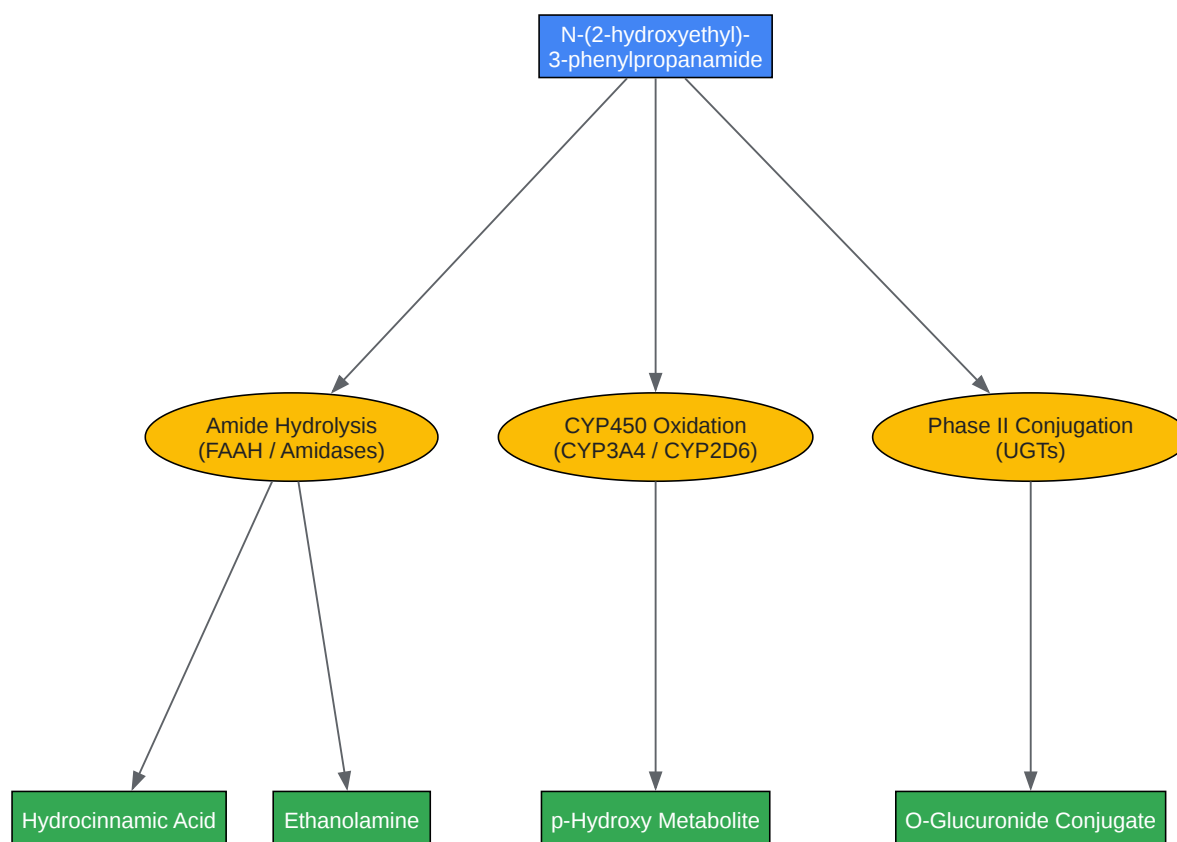 N-(2-hydroxyethyl)-
3-phenylpropanamide
Amide Hydrolysis
(FAAH / Amidases)
CYP450 Oxidation
(CYP3A4 / CYP2D6)
Phase II Conjugation
(UGTs)
Hydrocinnamic Acid
Ethanolamine
p-Hydroxy Metabolite
O-Glucuronide Conjugate